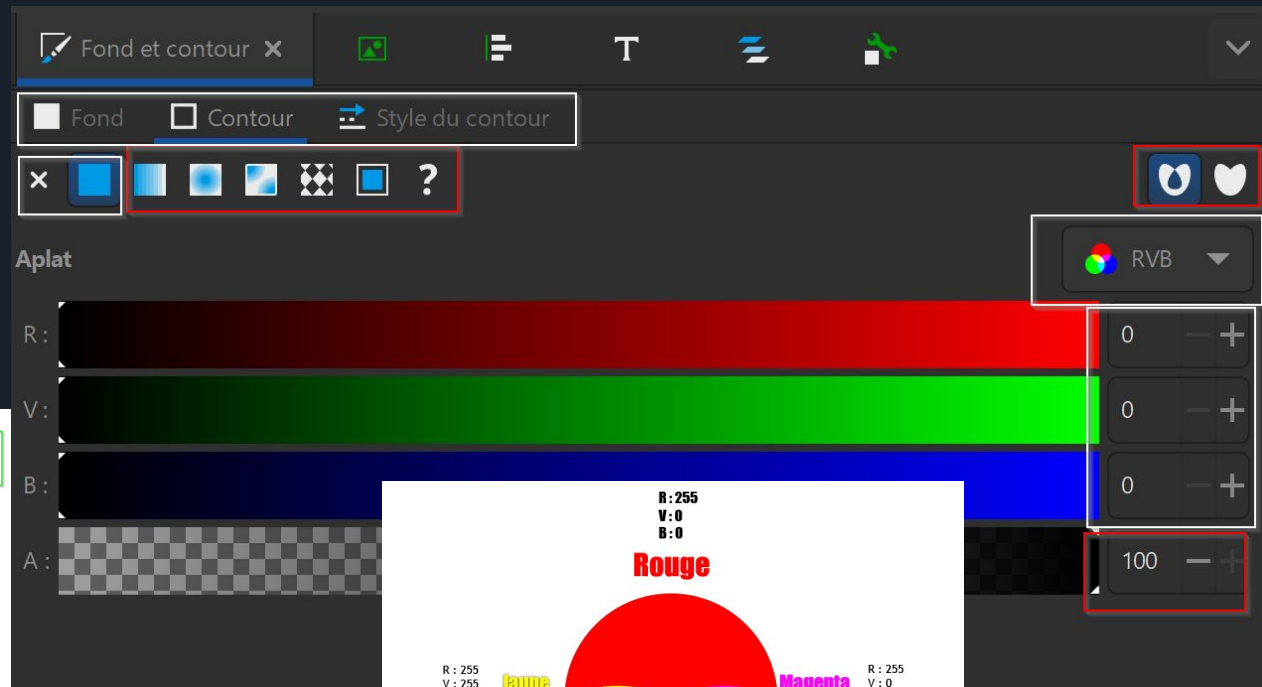 Fond et contour
T
Fond Contour Style du contour
?
Aplat
RVB
R : 0
V : 0
B : 0
A : 100
R : 255
V : 0
B : 0
Rouge
R : 255
V : 255
Jaune
Magenta
R : 255
V : 0